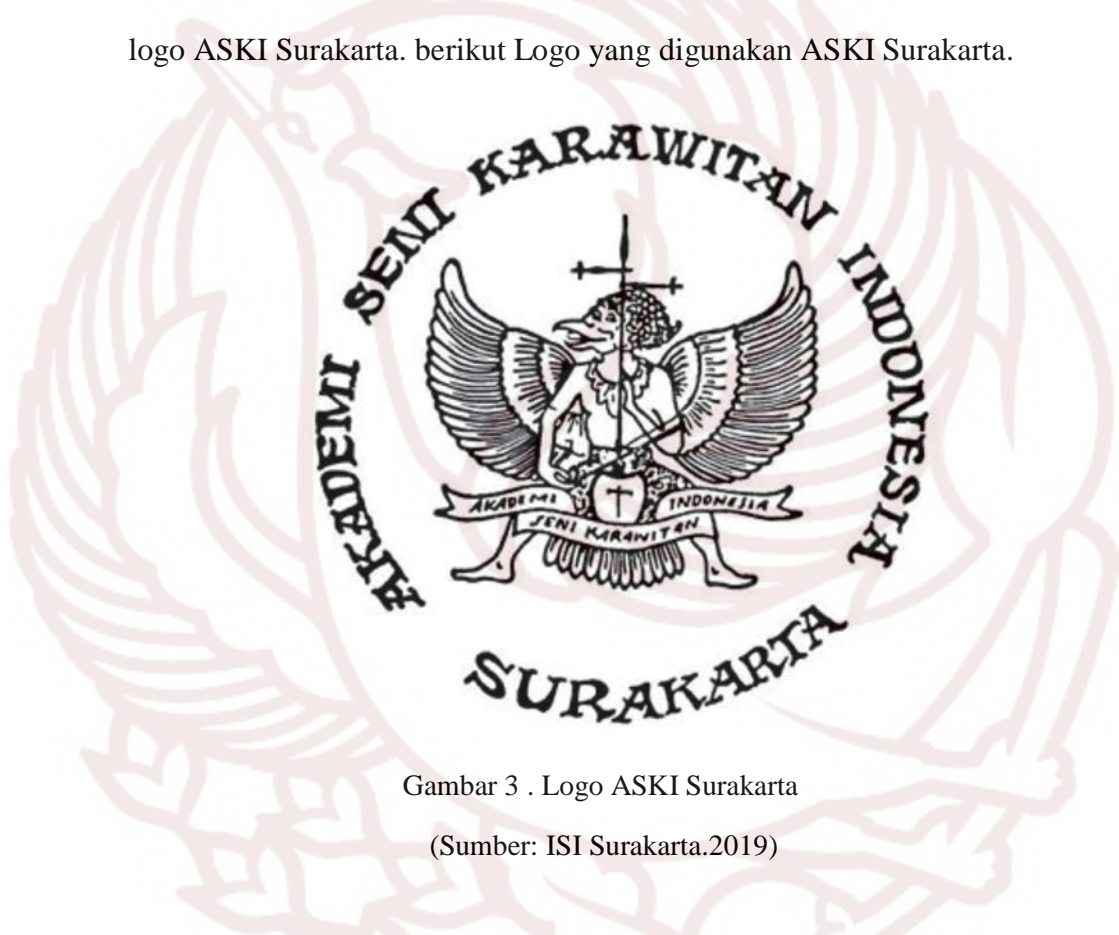 logo ASKI Surakarta. berikut Logo yang digunakan ASKI Surakarta.
AKADEMI SENI KARAWITAN INDONESIA
AKADEMI INDONESIA
SENI KARAWITAN
SURAKARTA
Gambar 3 . Logo ASKI Surakarta
(Sumber: ISI Surakarta.2019)